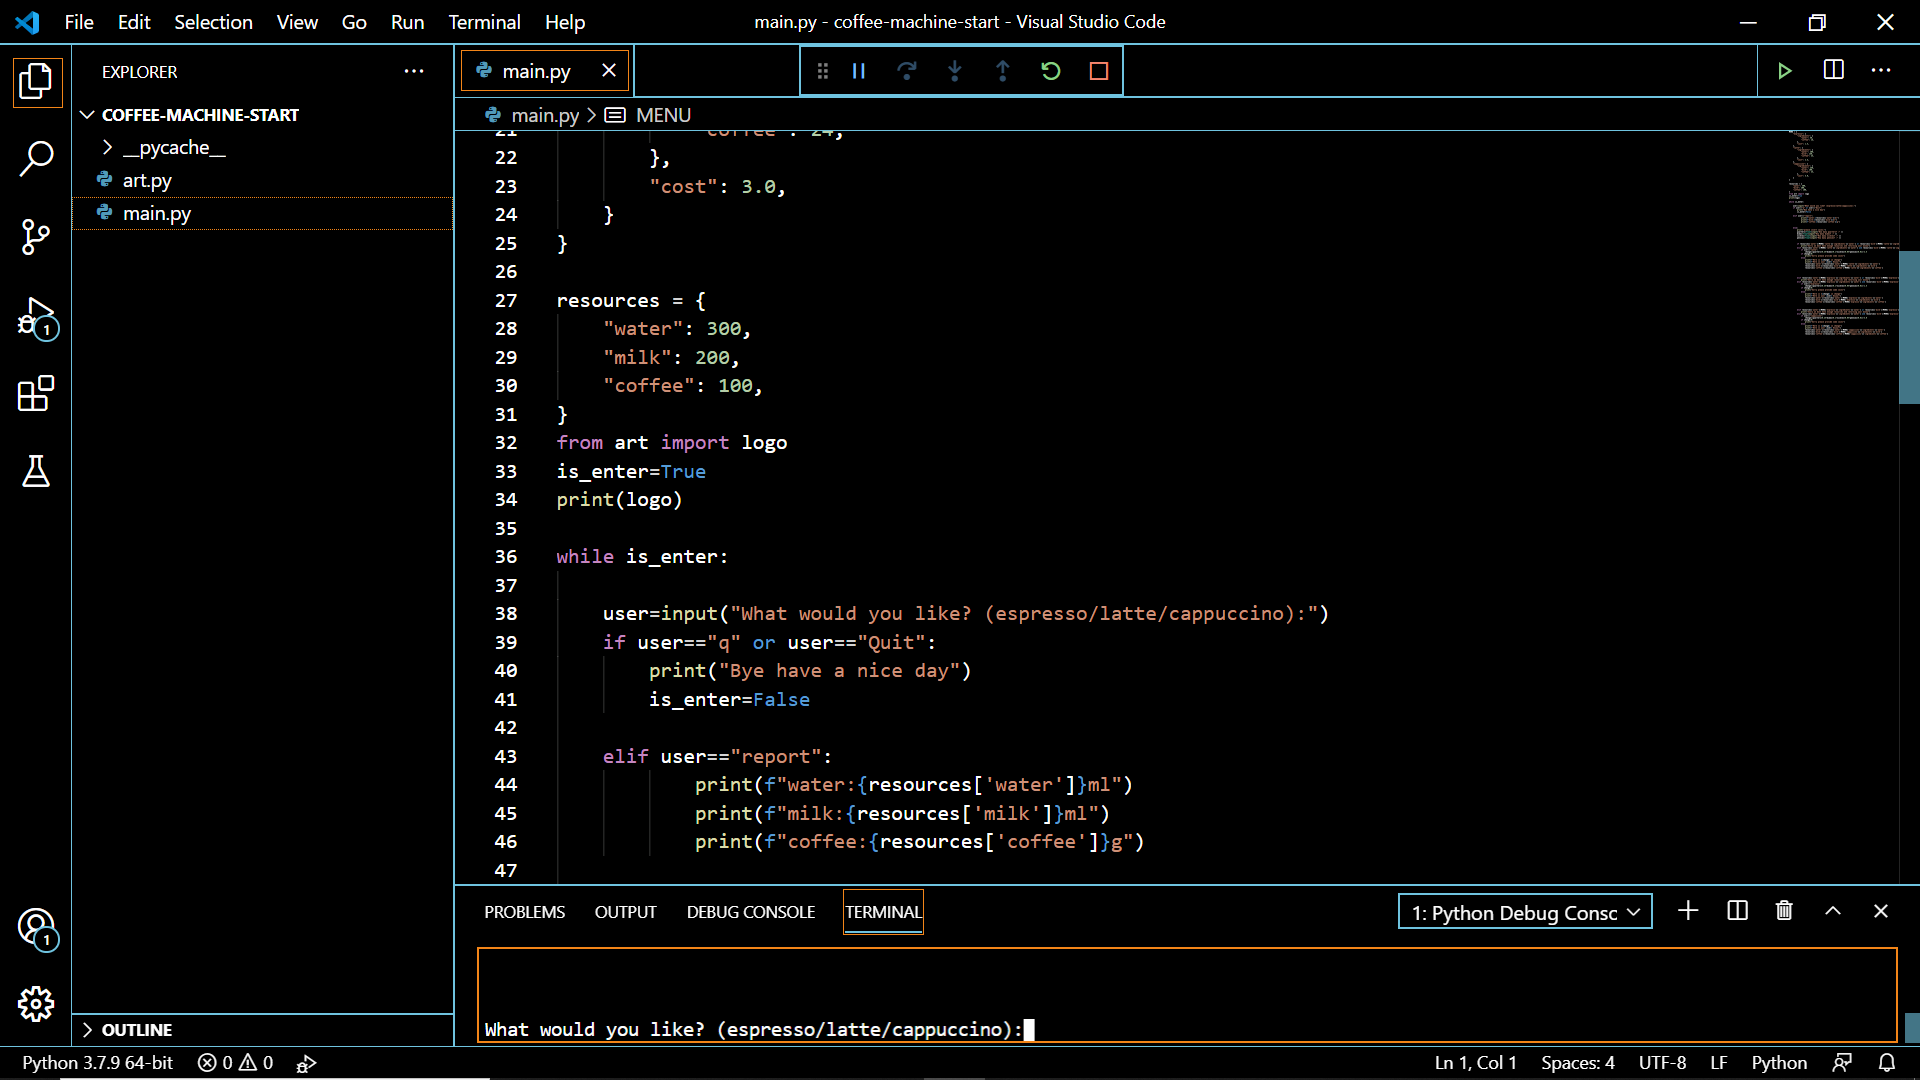 File Edit Selection View Go Run Terminal Help
main.py - coffee-machine-start - Visual Studio Code
EXPLORER
COFFEE-MACHINE-START
__pycache__
art.py
main.py
OUTLINE
main.py
main.py > MENU
21 "coffee": 24,
22 },
23 "cost": 3.0,
24 }
25 }
26
27 resources = {
28 "water": 300,
29 "milk": 200,
30 "coffee": 100,
31 }
32 from art import logo
33 is_enter=True
34 print(logo)
35
36 while is_enter:
37
38 user=input("What would you like? (espresso/latte/cappuccino):")
39 if user=="q" or user=="Quit":
40 print("Bye have a nice day")
41 is_enter=False
42
43 elif user=="report":
44 print(f"water:{resources['water']}ml")
45 print(f"milk:{resources['milk']}ml")
46 print(f"coffee:{resources['coffee']}g")
47
PROBLEMS OUTPUT DEBUG CONSOLE TERMINAL
1: Python Debug Consc
What would you like? (espresso/latte/cappuccino):
1
1
Python 3.7.9 64-bit 0 0
Ln 1, Col 1 Spaces: 4 UTF-8 LF Python